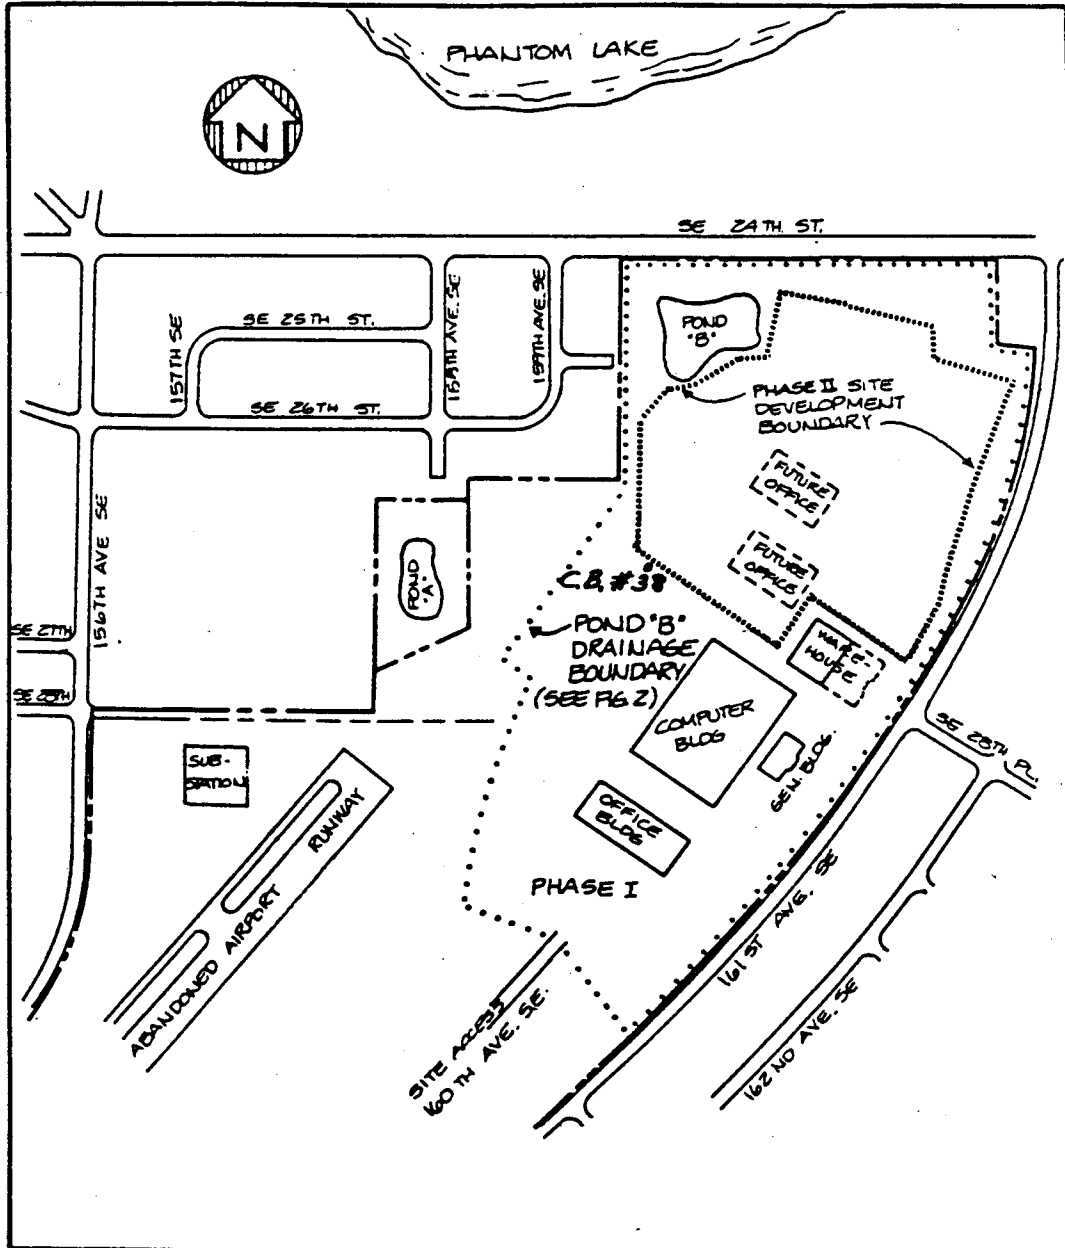 PHANTOM LAKE
N
SE 24TH ST.
SE 25TH ST.
157TH SE
158TH AVE. SE
159TH AVE. SE
SE 26TH ST.
POND
"B"
PHASE II SITE
DEVELOPMENT
BOUNDARY
FUTURE
OFFICE
FUTURE
OFFICE
156TH AVE SE
POND
"A"
C.B. #38
SE 27TH
POND "B"
DRAINAGE
BOUNDARY
(SEE FIG. 2)
WARE-
HOUSE
SE 28TH
COMPUTER
BLDG
GEN. BLDG.
SE 28TH PL.
SUB-
STATION
OFFICE
BLDG
ABANDONED AIRPORT RUNWAY
PHASE I
161 ST AVE. SE
SITE ACCESS
160 TH AVE. S.E.
162 ND AVE. SE